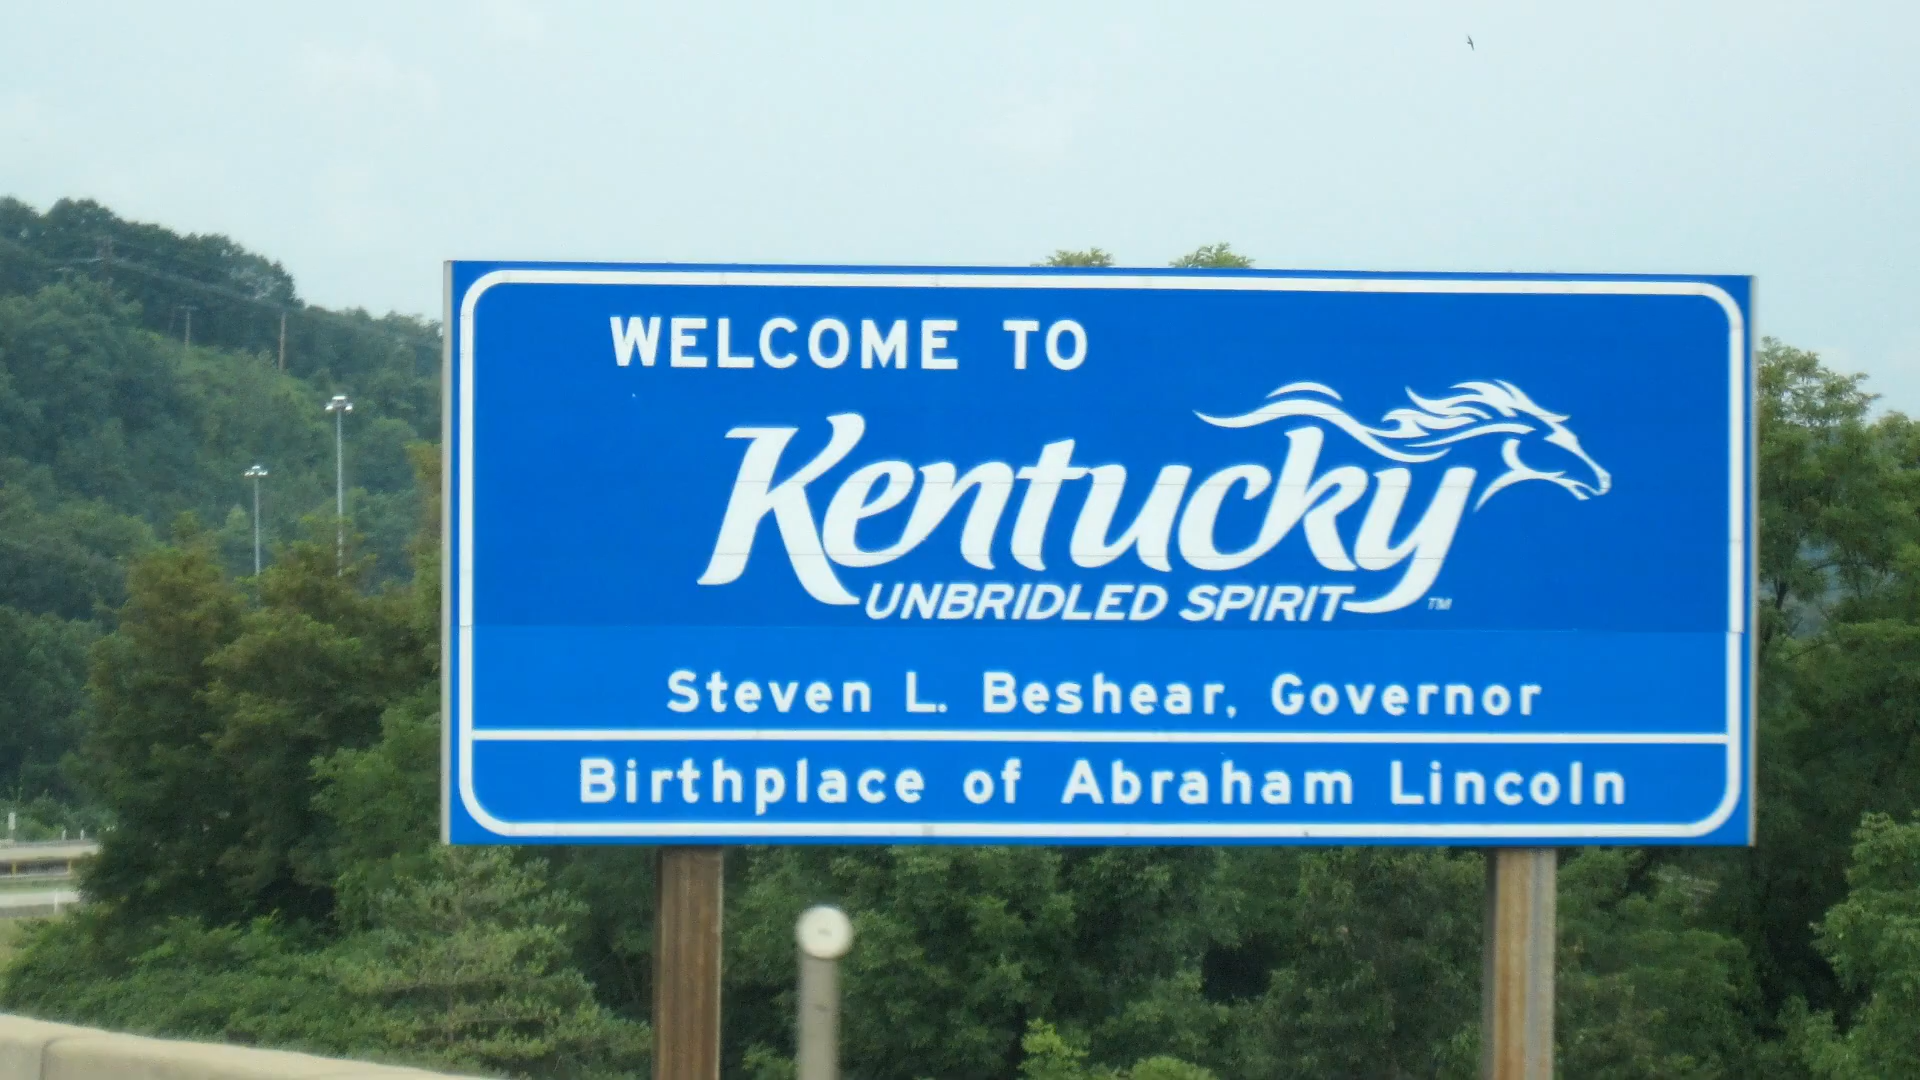 WELCOME TO
Kentucky
UNBRIDLED SPIRIT™
Steven L. Beshear, Governor
Birthplace of Abraham Lincoln